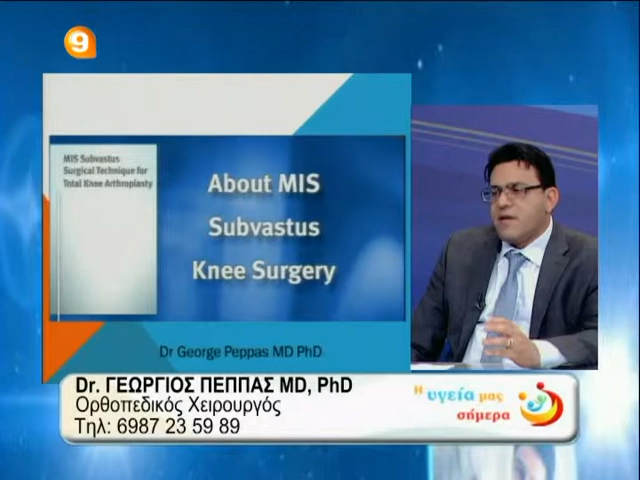 9
MIS Subvastus
Surgical Technique for
Total Knee Arthroplasty
About MIS
Subvastus
Knee Surgery
Dr George Peppas MD PhD
Dr. ΓΕΩΡΓΙΟΣ ΠΕΠΠΑΣ MD, PhD
Ορθοπεδικός Χειρουργός
Τηλ: 6987 23 59 89
Η υγεία μας
σήμερα